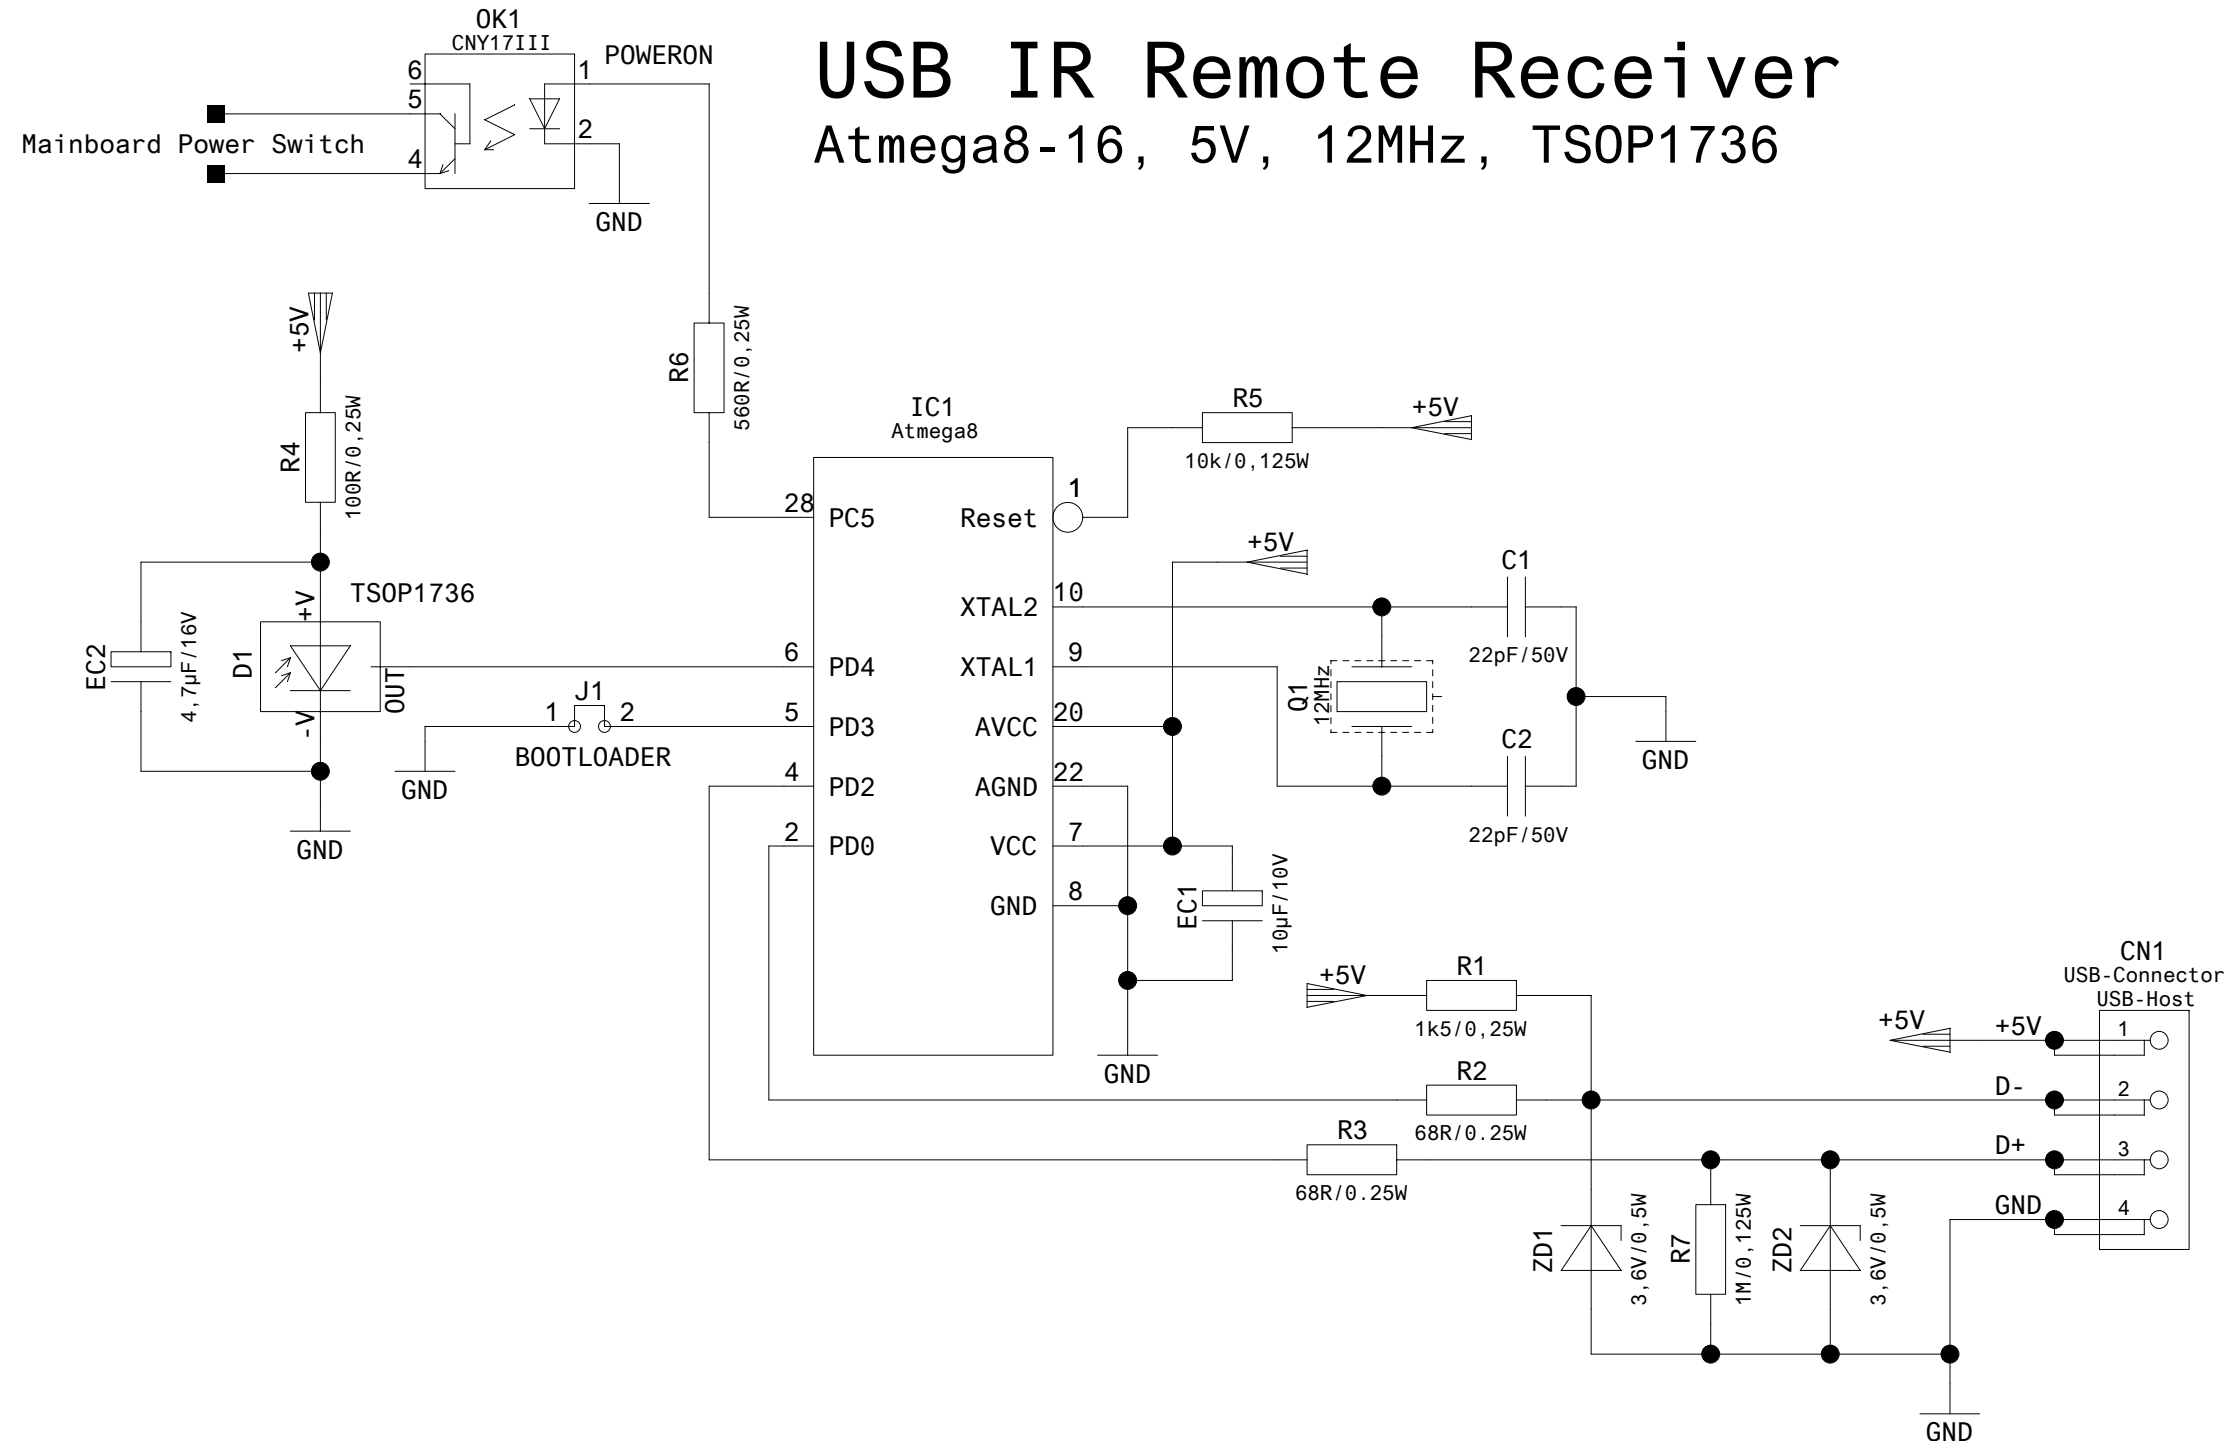 USB IR Remote Receiver
Atmega8-16, 5V, 12MHz, TSOP1736
OK1
CNY17III
POWERON
6
5
4
1
2
Mainboard Power Switch
GND
+5V
R4
100R/0,25W
R6
560R/0,25W
TSOP1736
+V
-V
OUT
D1
EC2
4,7µF/16V
GND
J1
1
2
BOOTLOADER
GND
IC1
Atmega8
28
PC5
6
PD4
5
PD3
4
PD2
2
PD0
Reset
1
XTAL2
10
XTAL1
9
AVCC
20
AGND
22
VCC
7
GND
8
R5
10k/0,125W
+5V
+5V
C1
22pF/50V
Q1
12MHz
C2
22pF/50V
GND
EC1
10µF/10V
GND
+5V
R1
1k5/0,25W
R2
68R/0.25W
R3
68R/0.25W
ZD1
3,6V/0,5W
R7
1M/0,125W
ZD2
3,6V/0,5W
CN1
USB-Connector
USB-Host
+5V
+5V
1
D-
2
D+
3
GND
4
GND